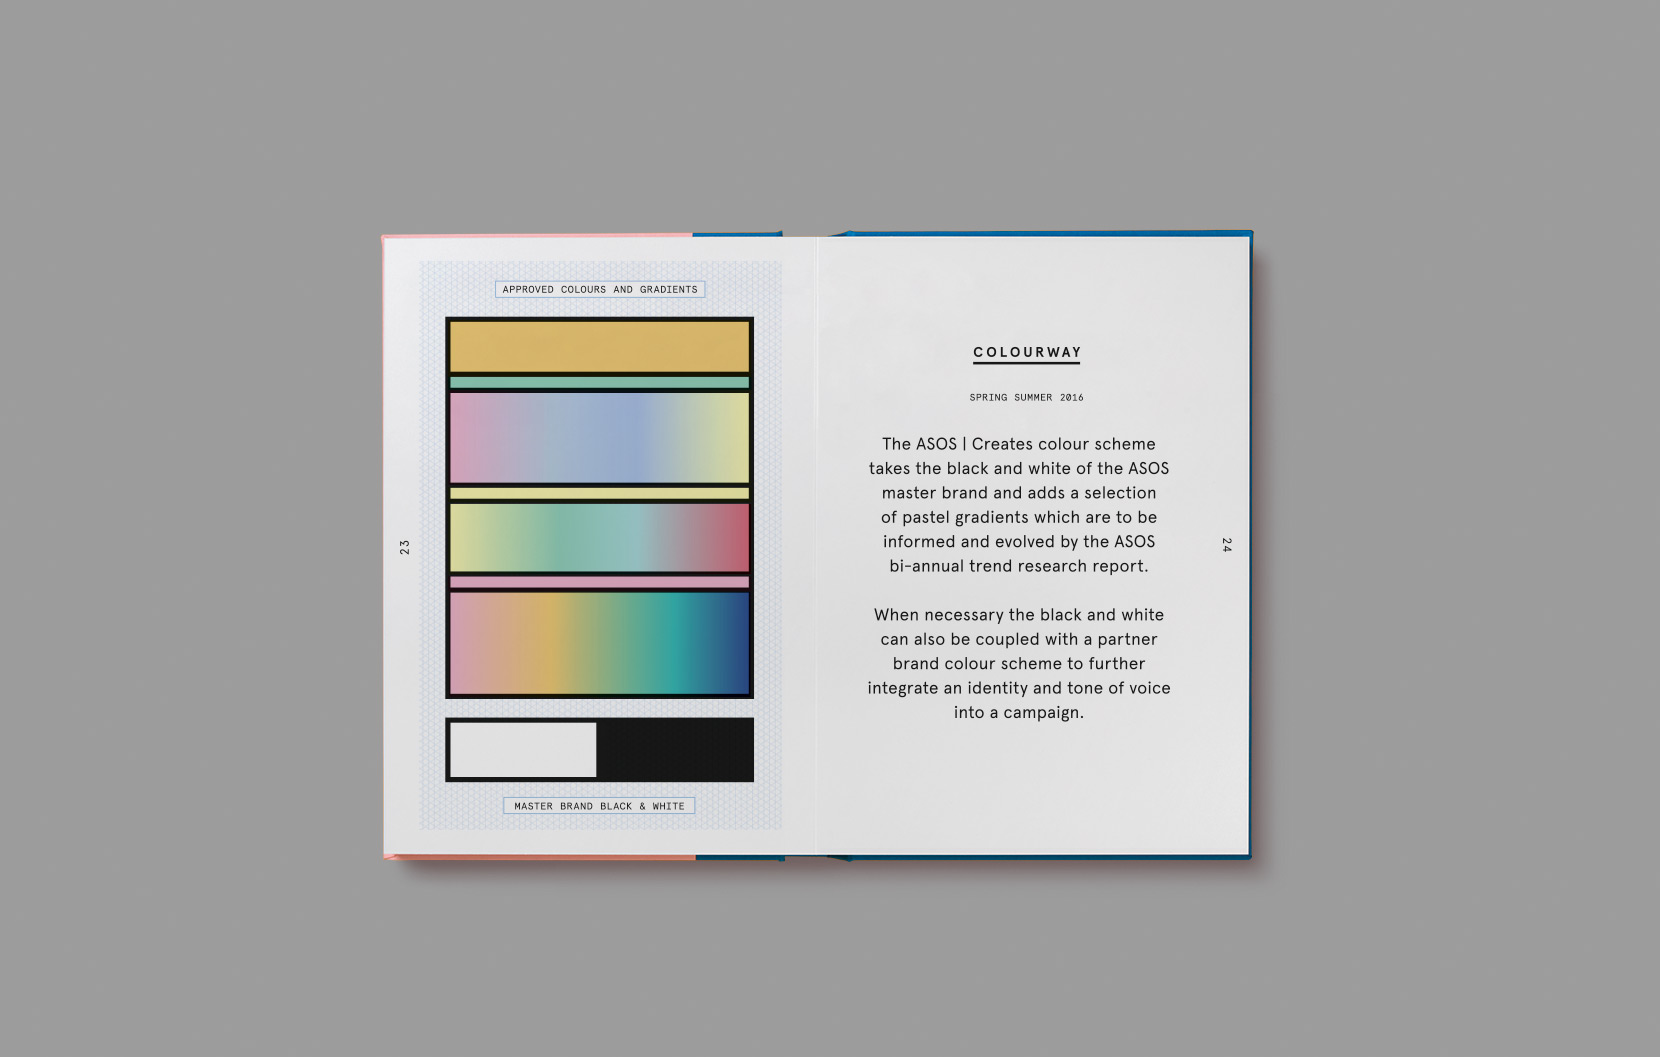 APPROVED COLOURS AND GRADIENTS
23
MASTER BRAND BLACK & WHITE
COLOURWAY
SPRING SUMMER 2016
The ASOS | Creates colour scheme
takes the black and white of the ASOS
master brand and adds a selection
of pastel gradients which are to be
informed and evolved by the ASOS
bi-annual trend research report.
When necessary the black and white
can also be coupled with a partner
brand colour scheme to further
integrate an identity and tone of voice
into a campaign.
24